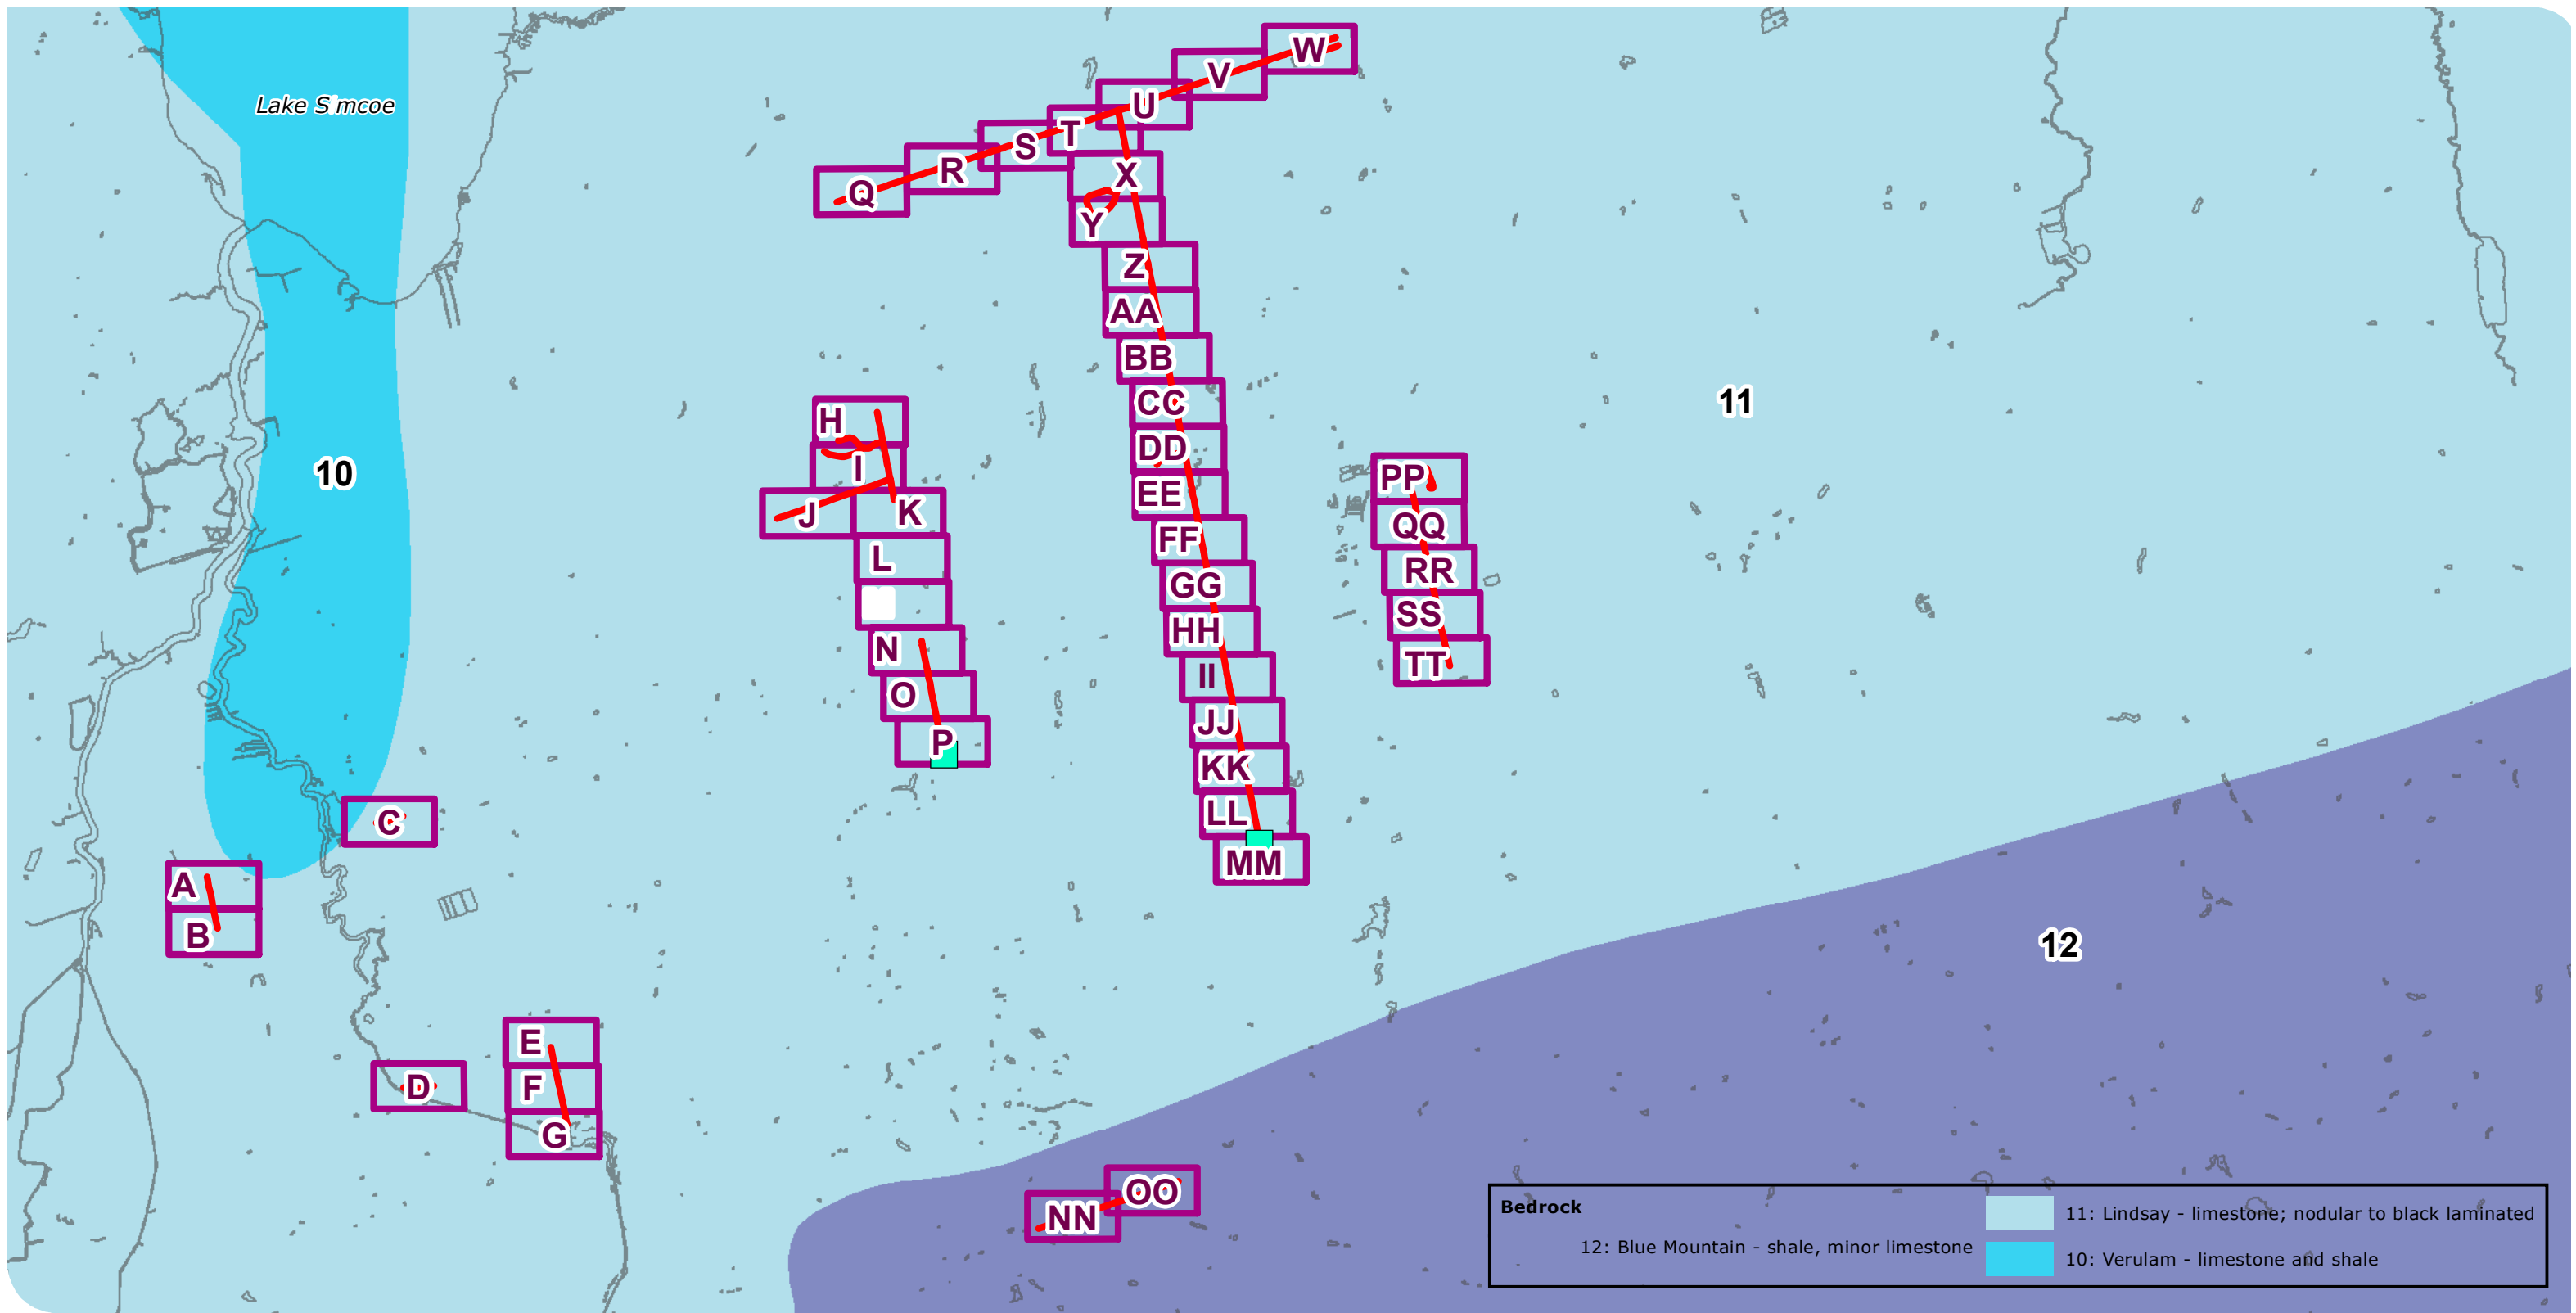 W
V
Lake Simcoe
U
T
S
R
X
Q
Y
Z
AA
BB
11
CC
H
DD
I
10
PP
EE
J
K
QQ
FF
L
RR
GG
SS
HH
N
TT
II
O
JJ
P
KK
LL
C
MM
A
B
12
E
D
F
G
OO
NN
Bedrock
11: Lindsay - limestone; nodular to black laminated
12: Blue Mountain - shale, minor limestone
10: Verulam - limestone and shale